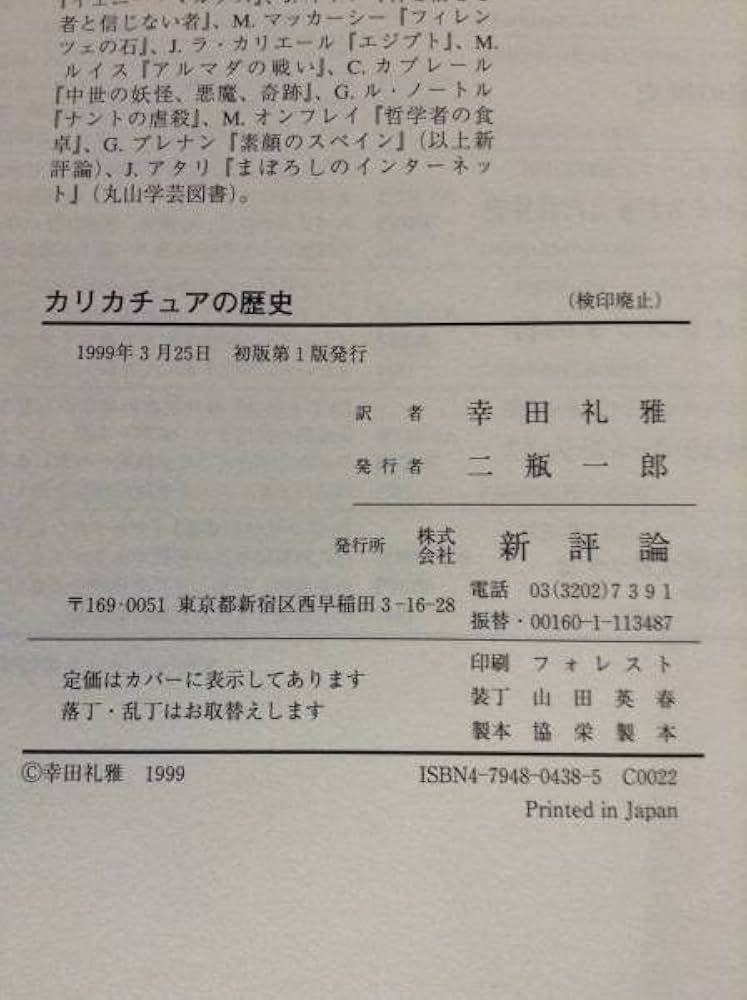 者と信じない者』、M. マッカーシー『フィレン
ツェの石』、J. ラ・カリエール『エジプト』、M.
ルイス『アルマダの戦い』、C. カブレール
『中世の妖怪、悪魔、奇跡』、G. ル・ノートル
『ナントの虐殺』、M. オンフレイ『哲学者の食
卓』、G. ブレナン『素顔のスペイン』(以上新
評論)、J. アタリ『まぼろしのインターネッ
ト』(丸山学芸図書)。
カリカチュアの歴史 (検印廃止)
1999年3月25日 初版第1版発行
訳者 幸田礼雅
発行者 二瓶一郎
発行所 株式会社 新評論
〒169-0051 東京都新宿区西早稲田3-16-28
電話 03(3202)7391
振替・00160-1-113487
定価はカバーに表示してあります
落丁・乱丁はお取替えします
印刷 フォレスト
装丁 山田英春
製本 協栄製本
©幸田礼雅 1999
ISBN4-7948-0438-5 C0022
Printed in Japan